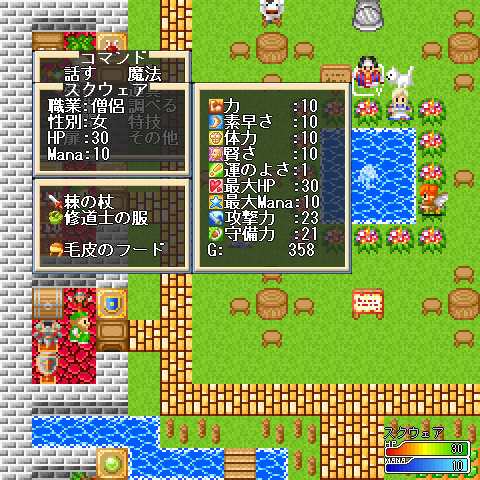 コマンド
話す 魔法
スクウェア
職業:僧侶
調べる
性別:女
特技
HP :30
扉 その他
Mana:10
棘の杖
修道士の服
毛皮のフード
力 :10
素早さ :10
体力 :10
賢さ :10
運のよさ:1
最大HP :30
最大Mana:10
攻撃力 :23
守備力 :21
G: 358
スクウェア
HP 30
MANA 10